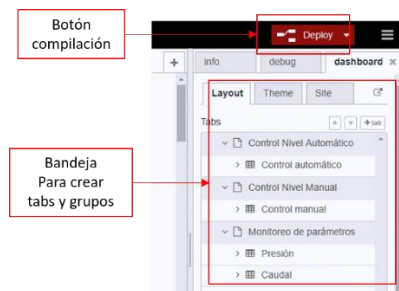 Botón
compilación
Deploy
info
debug
dashboard
Layout
Theme
Site
Tabs
+ tab
Control Nivel Automático
Control automático
Control Nivel Manual
Control manual
Monitoreo de parámetros
Presión
Caudal
Bandeja
Para crear
tabs y grupos